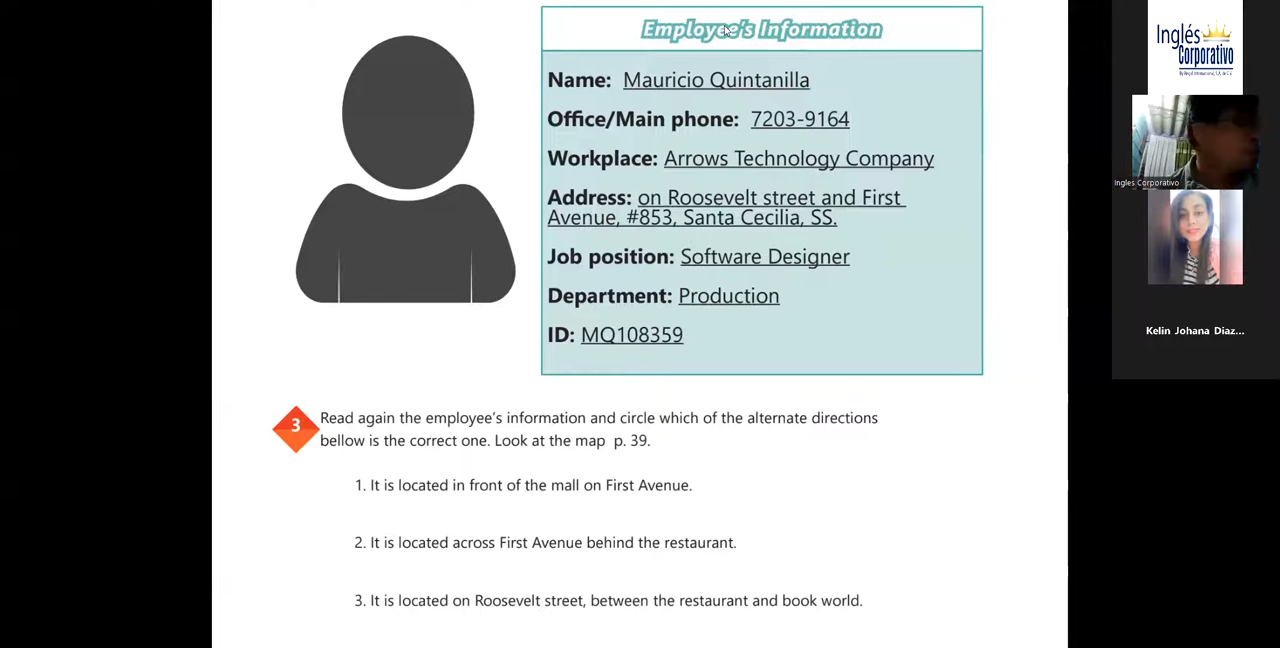 Employee's Information
Name: Mauricio Quintanilla
Office/Main phone: 7203-9164
Workplace: Arrows Technology Company
Address: on Roosevelt street and First
Avenue, #853, Santa Cecilia, SS.
Job position: Software Designer
Department: Production
ID: MQ108359
3
Read again the employee's information and circle which of the alternate directions
bellow is the correct one. Look at the map p. 39.
1. It is located in front of the mall on First Avenue.
2. It is located across First Avenue behind the restaurant.
3. It is located on Roosevelt street, between the restaurant and book world.
Inglés
Corporativo
Ingles Corporativo
Kelin Johana Diaz...